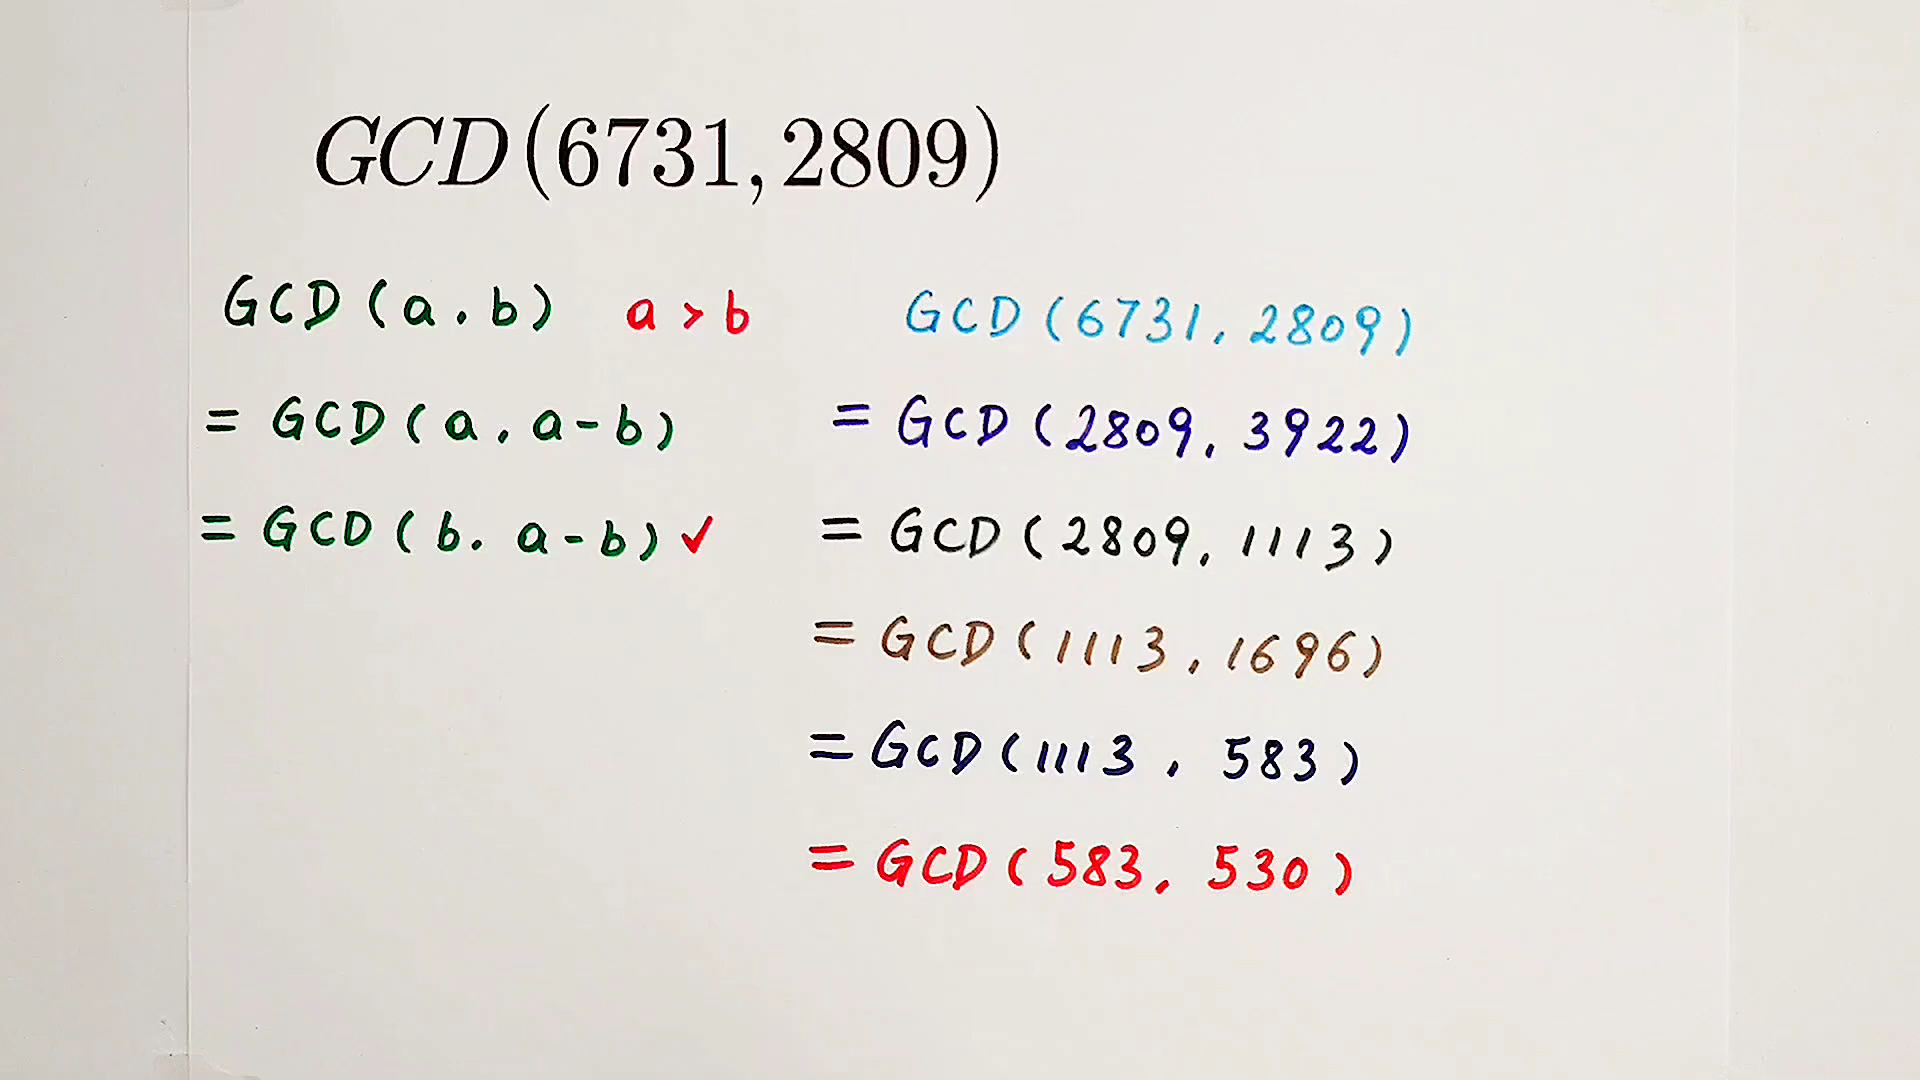 GCD(6731,2809)
GCD(a,b) a>b
=GCD(a,a-b)
=GCD(b,a-b)✓
GCD(6731,2809)
=GCD(2809,3922)
=GCD(2809,1113)
=GCD(1113,1696)
=GCD(1113,583)
=GCD(583,530)